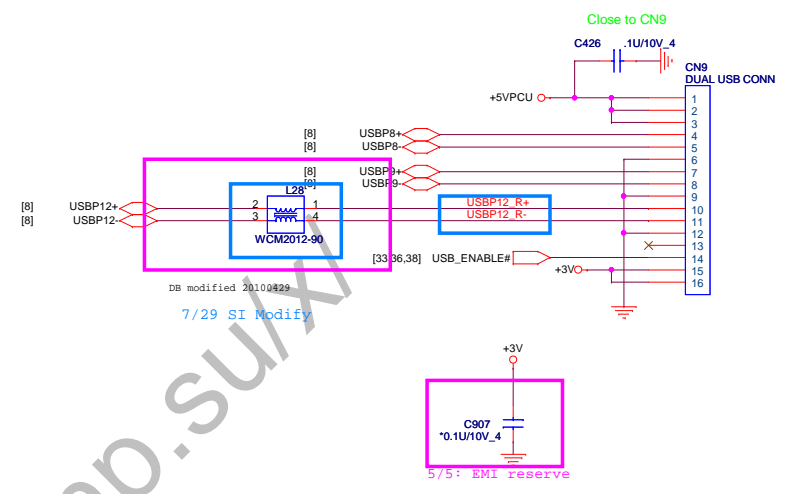 Close to CN9
C426
.1U/10V_4
CN9
DUAL USB CONN
+5VPCU
1
2
3
[8] USBP8+
4
[8] USBP8-
5
6
[8] USBP9+
7
[8] USBP9-
8
L28
9
[8] USBP12+
2
1
USBP12_R+
10
[8] USBP12-
3
4
USBP12_R-
11
WCM2012-90
12
13
[33,36,38] USB_ENABLE#
14
+3V
15
16
DB modified 20100429
7/29 SI Modify
+3V
C907
*0.1U/10V_4
5/5: EMI reserve
op.su/x/